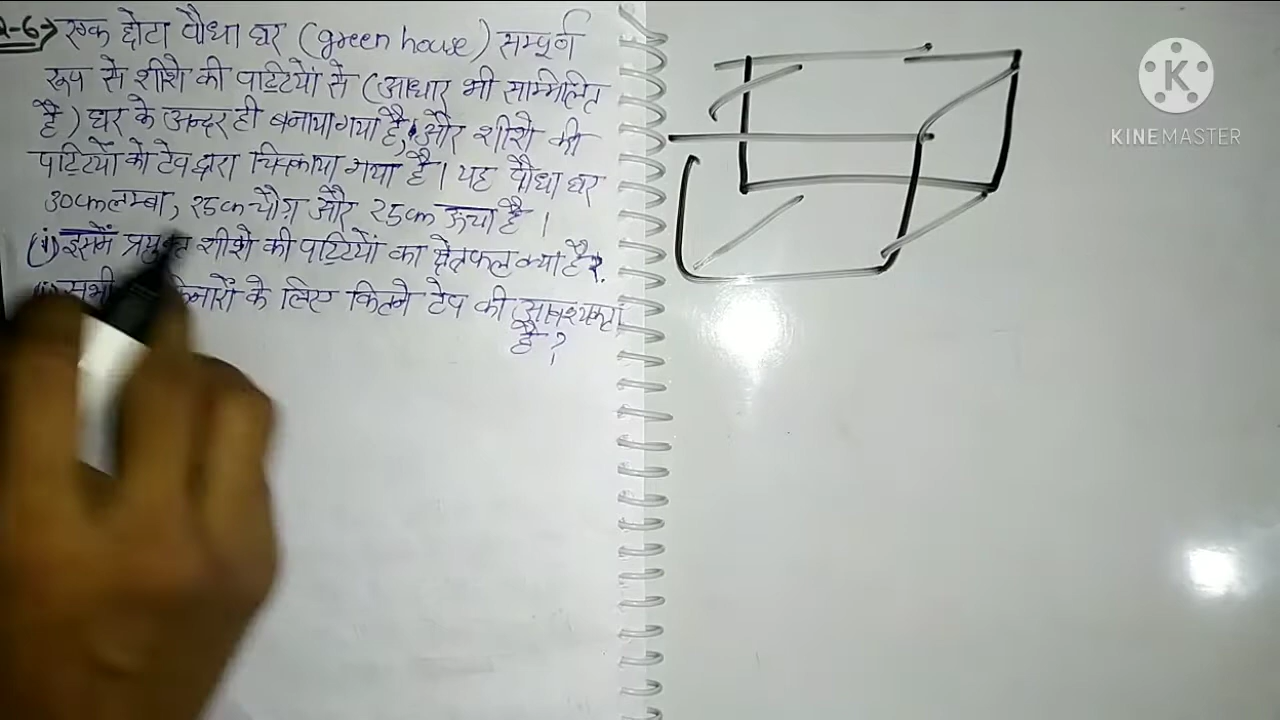 Q-6→ एक छोटा पौधा घर (green house) सम्पूर्ण
रूप से शीशे की पट्टियों से (आधार भी सम्मिलित
है) घर के अन्दर ही बनाया गया है, और शीशे की
पट्टियों को टेप द्वारा चिपकाया गया है। यह पौधा घर
30cm लम्बा, 25cm चौड़ा और 25cm ऊंचा है।
(i) इसमें प्रयुक्त शीशे की पट्टियों का क्षेत्रफल क्या है?
सभी किनारों के लिए कितने टेप की आवश्यकता
है?
K
KINEMASTER